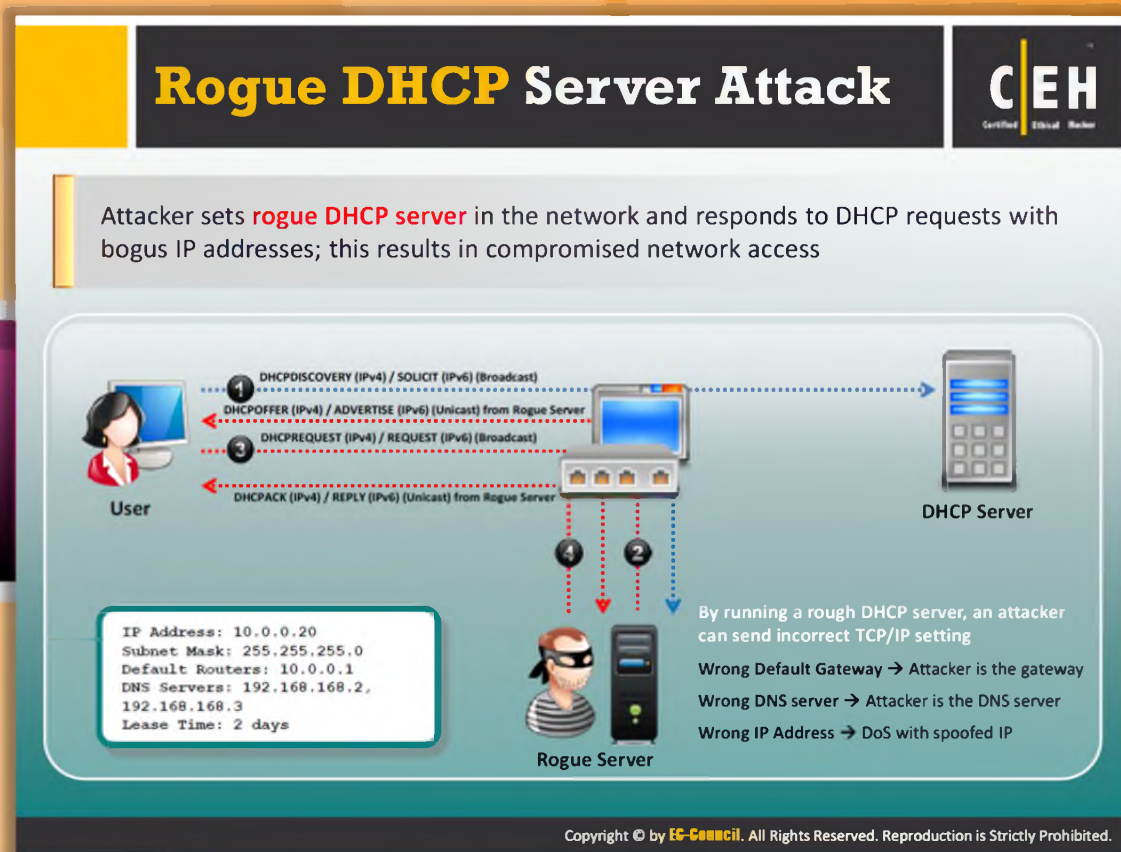 Rogue DHCP Server Attack
CEH
Certified Ethical Hacker
Attacker sets rogue DHCP server in the network and responds to DHCP requests with
bogus IP addresses; this results in compromised network access
1
DHCPDISCOVERY (IPv4) / SOLICIT (IPv6) (Broadcast)
DHCPOFFER (IPv4) / ADVERTISE (IPv6) (Unicast) from Rogue Server
3
DHCPREQUEST (IPv4) / REQUEST (IPv6) (Broadcast)
DHCPACK (IPv4) / REPLY (IPv6) (Unicast) from Rogue Server
User
DHCP Server
4
2
IP Address: 10.0.0.20
Subnet Mask: 255.255.255.0
Default Routers: 10.0.0.1
DNS Servers: 192.168.168.2,
192.168.168.3
Lease Time: 2 days
Rogue Server
By running a rough DHCP server, an attacker
can send incorrect TCP/IP setting
Wrong Default Gateway → Attacker is the gateway
Wrong DNS server → Attacker is the DNS server
Wrong IP Address → DoS with spoofed IP
Copyright © by EC-Council. All Rights Reserved. Reproduction is Strictly Prohibited.